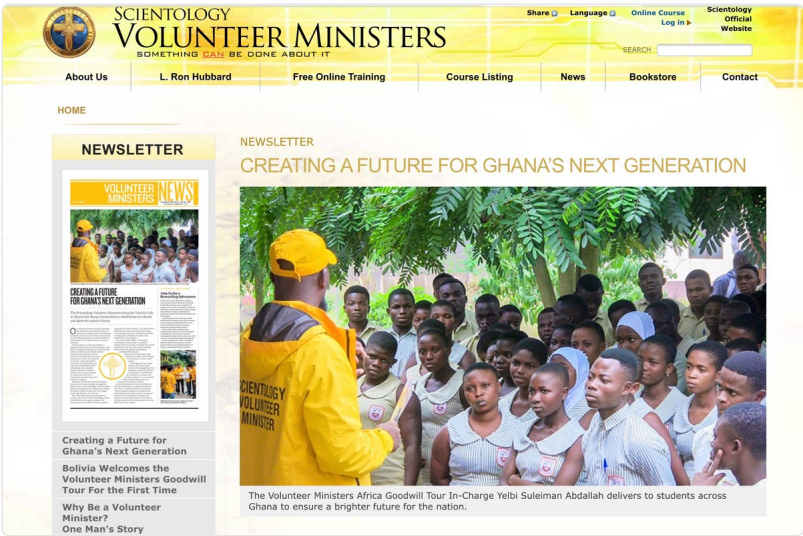 SCIENTOLOGY
VOLUNTEER MINISTERS
SOMETHING CAN BE DONE ABOUT IT
Share
Language
Online Course
Log in
Scientology
Official
Website
SEARCH
About Us
L. Ron Hubbard
Free Online Training
Course Listing
News
Bookstore
Contact
HOME
NEWSLETTER
VOLUNTEER
MINISTERS
NEWS
CREATING A FUTURE
FOR GHANA'S NEXT GENERATION
Creating a Future for
Ghana's Next Generation
Bolivia Welcomes the
Volunteer Ministers Goodwill
Tour For the First Time
Why Be a Volunteer
Minister?
One Man's Story
NEWSLETTER
CREATING A FUTURE FOR GHANA'S NEXT GENERATION
SCIENTOLOGY
VOLUNTEER
MINISTER
The Volunteer Ministers Africa Goodwill Tour In-Charge Yelbi Suleiman Abdallah delivers to students across
Ghana to ensure a brighter future for the nation.